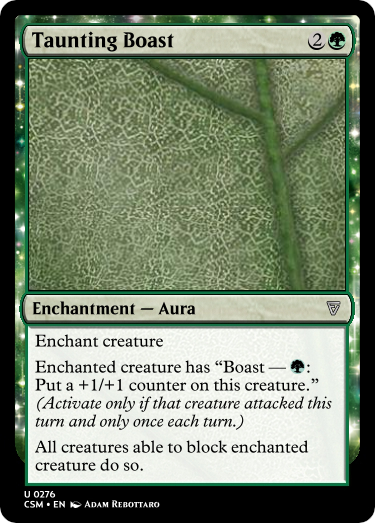 Taunting Boast 2
Enchantment — Aura
Enchant creature
Enchanted creature has “Boast — :
Put a +1/+1 counter on this creature.”
(Activate only if that creature attacked this
turn and only once each turn.)
All creatures able to block enchanted
creature do so.
U 0276
CSM • EN Adam Rebottaro